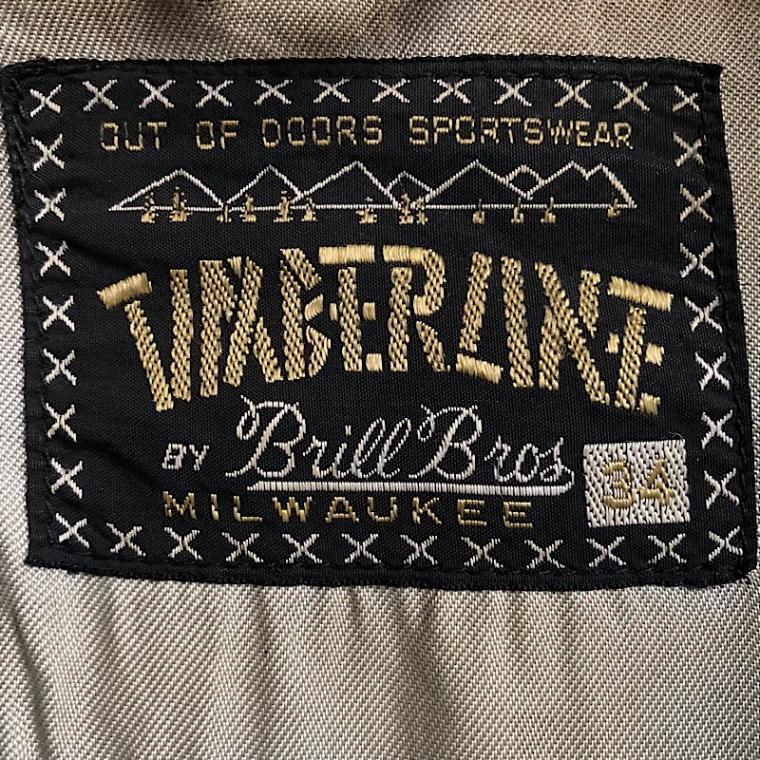 OUT OF DOORS SPORTSWEAR
TIMBERLINE
BY Brill Bros
34
MILWAUKEE